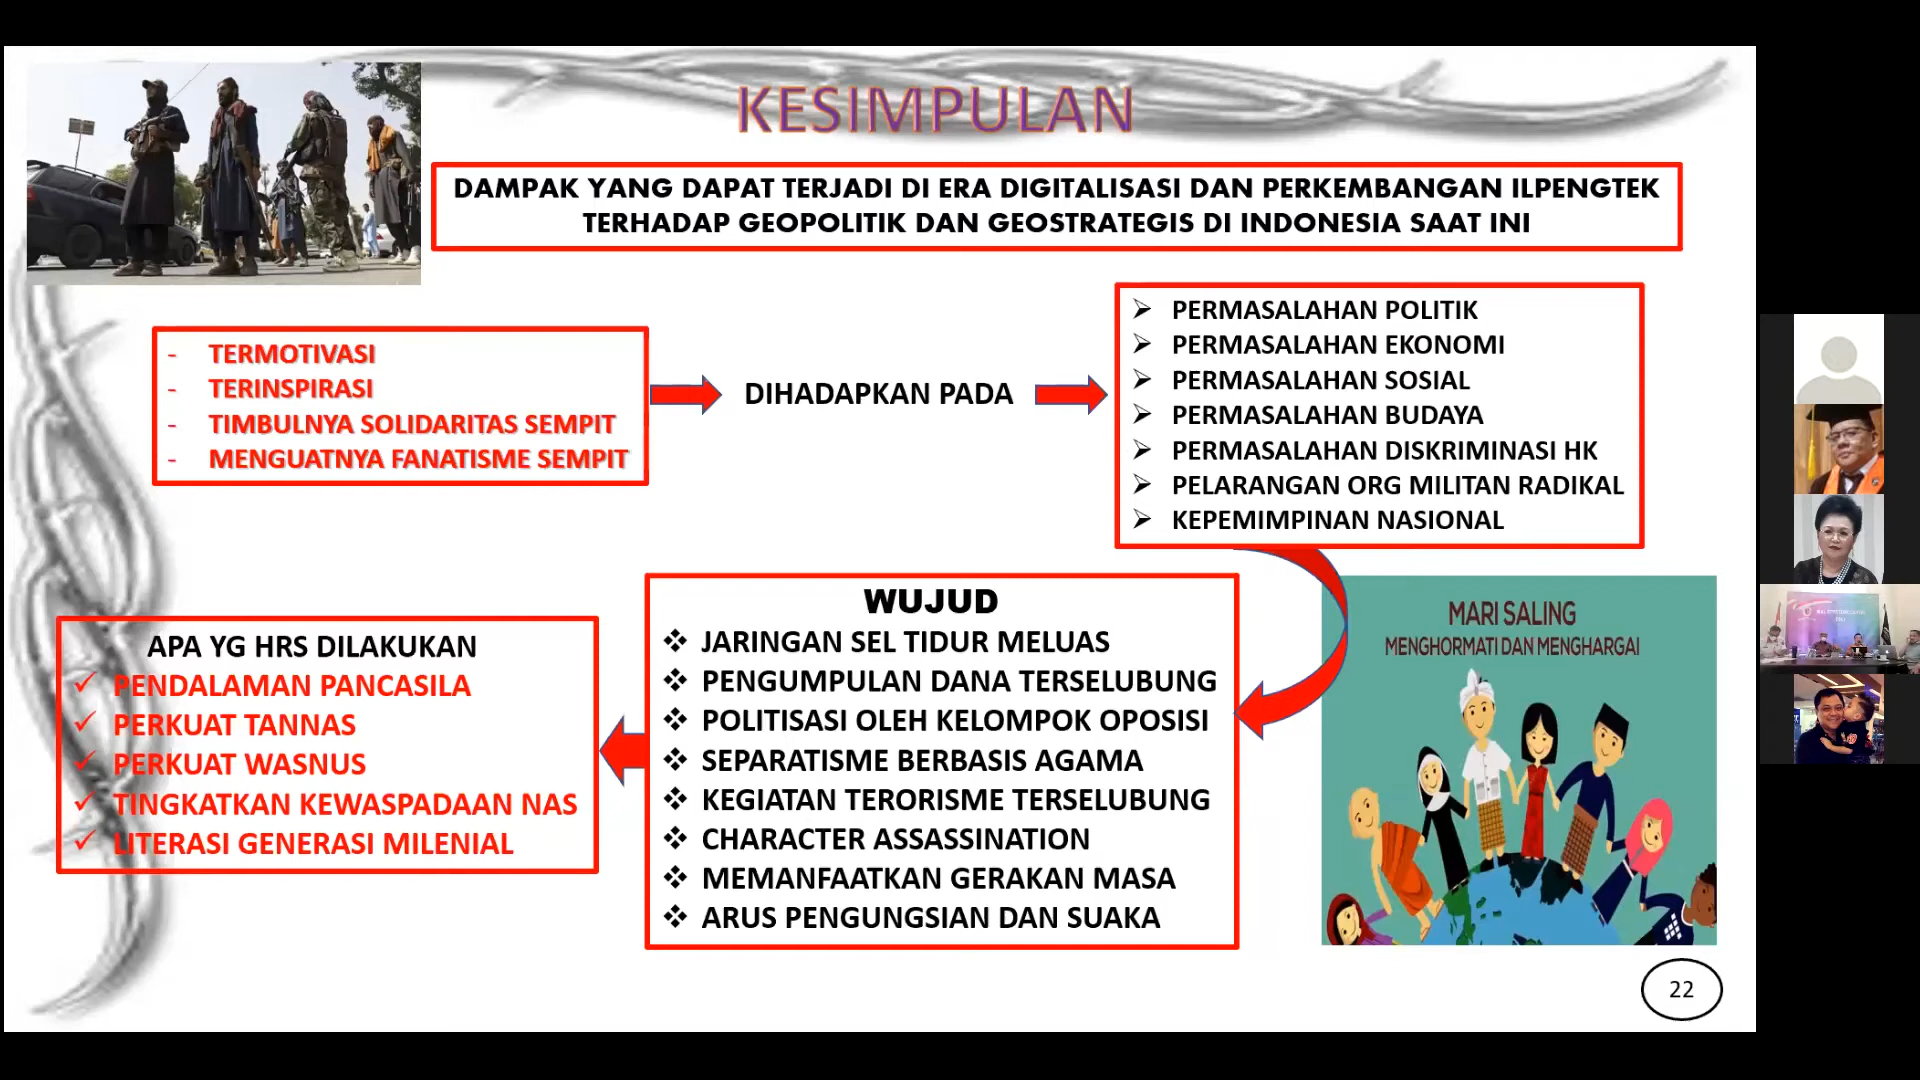 KESIMPULAN
DAMPAK YANG DAPAT TERJADI DI ERA DIGITALISASI DAN PERKEMBANGAN ILPENGTEK
TERHADAP GEOPOLITIK DAN GEOSTRATEGIS DI INDONESIA SAAT INI
- TERMOTIVASI
- TERINSPIRASI
- TIMBULNYA SOLIDARITAS SEMPIT
- MENGUATNYA FANATISME SEMPIT
DIHADAPKAN PADA
PERMASALAHAN POLITIK
PERMASALAHAN EKONOMI
PERMASALAHAN SOSIAL
PERMASALAHAN BUDAYA
PERMASALAHAN DISKRIMINASI HK
PELARANGAN ORG MILITAN RADIKAL
KEPEMIMPINAN NASIONAL
WUJUD
JARINGAN SEL TIDUR MELUAS
PENGUMPULAN DANA TERSELUBUNG
POLITISASI OLEH KELOMPOK OPOSISI
SEPARATISME BERBASIS AGAMA
KEGIATAN TERORISME TERSELUBUNG
CHARACTER ASSASSINATION
MEMANFAATKAN GERAKAN MASA
ARUS PENGUNGSIAN DAN SUAKA
APA YG HRS DILAKUKAN
PENDALAMAN PANCASILA
PERKUAT TANNAS
PERKUAT WASNUS
TINGKATKAN KEWASPADAAN NAS
LITERASI GENERASI MILENIAL
MARI SALING
MENGHORMATI DAN MENGHARGAI
22